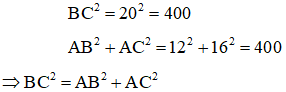 BC² = 20² = 400
AB² + AC² = 12² + 16² = 400
⇒ BC² = AB² + AC²